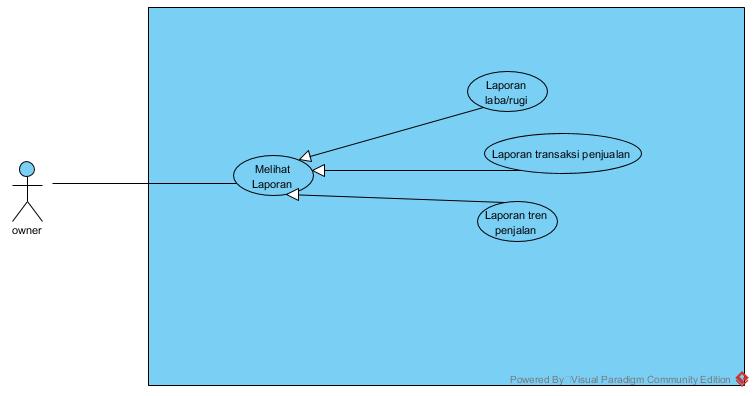 Laporan
laba/rugi
Laporan transaksi penjualan
Melihat
Laporan
Laporan tren
penjalan
owner
Powered By Visual Paradigm Community Edition